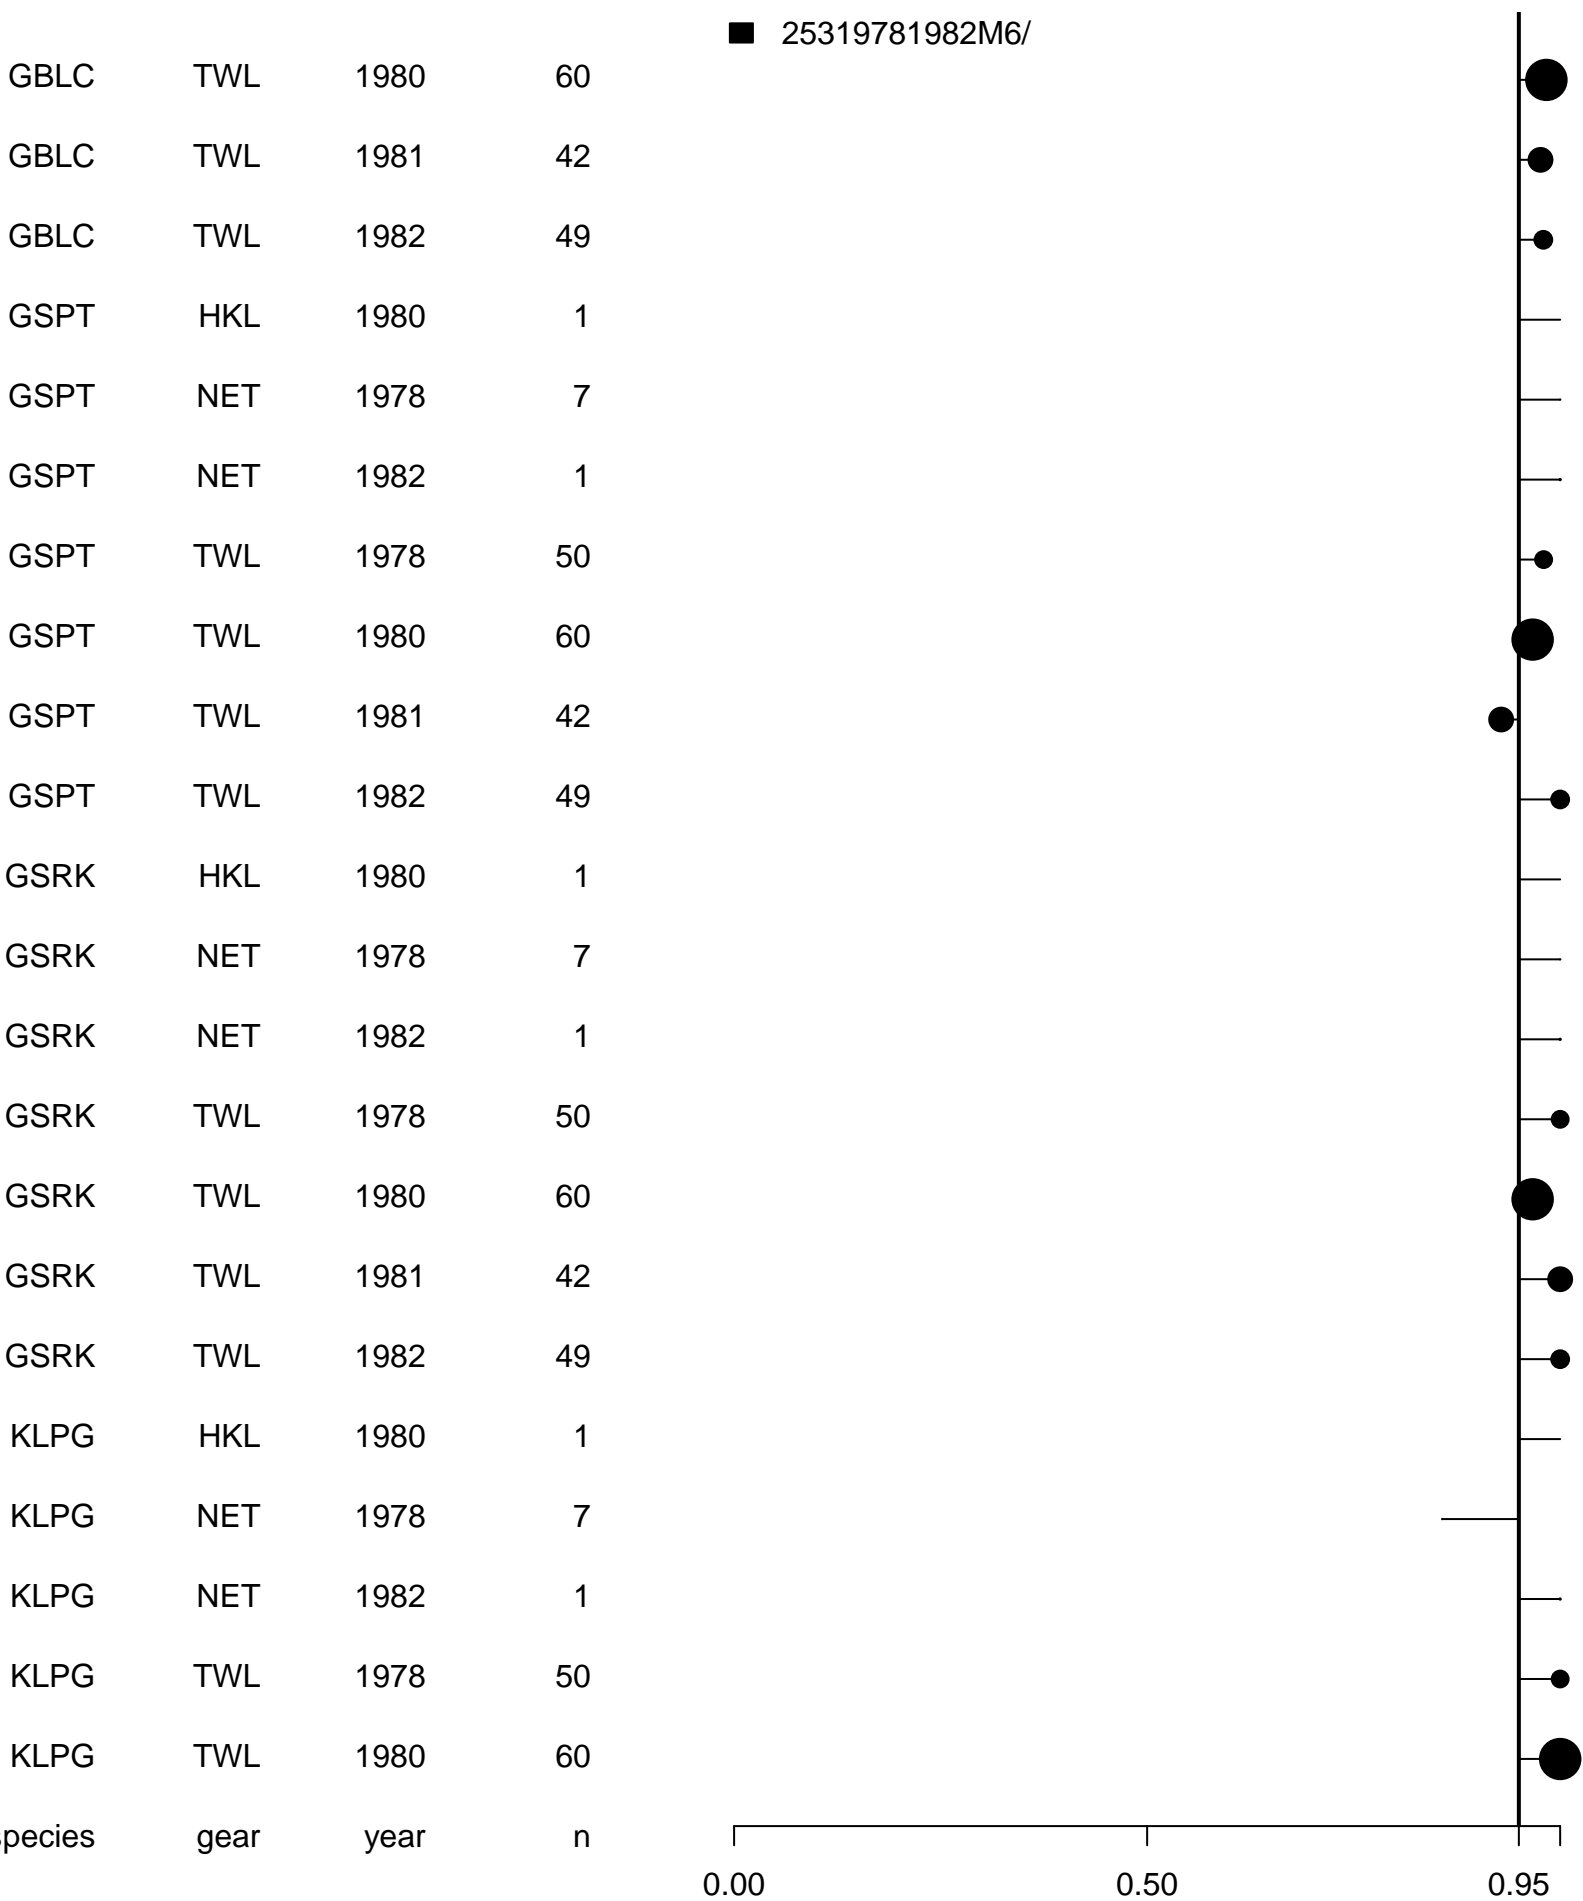 25319781982M6/
GBLC TWL 1980 60
GBLC TWL 1981 42
GBLC TWL 1982 49
GSPT HKL 1980 1
GSPT NET 1978 7
GSPT NET 1982 1
GSPT TWL 1978 50
GSPT TWL 1980 60
GSPT TWL 1981 42
GSPT TWL 1982 49
GSRK HKL 1980 1
GSRK NET 1978 7
GSRK NET 1982 1
GSRK TWL 1978 50
GSRK TWL 1980 60
GSRK TWL 1981 42
GSRK TWL 1982 49
KLPG HKL 1980 1
KLPG NET 1978 7
KLPG NET 1982 1
KLPG TWL 1978 50
KLPG TWL 1980 60
species gear year n
0.00 0.50 0.95